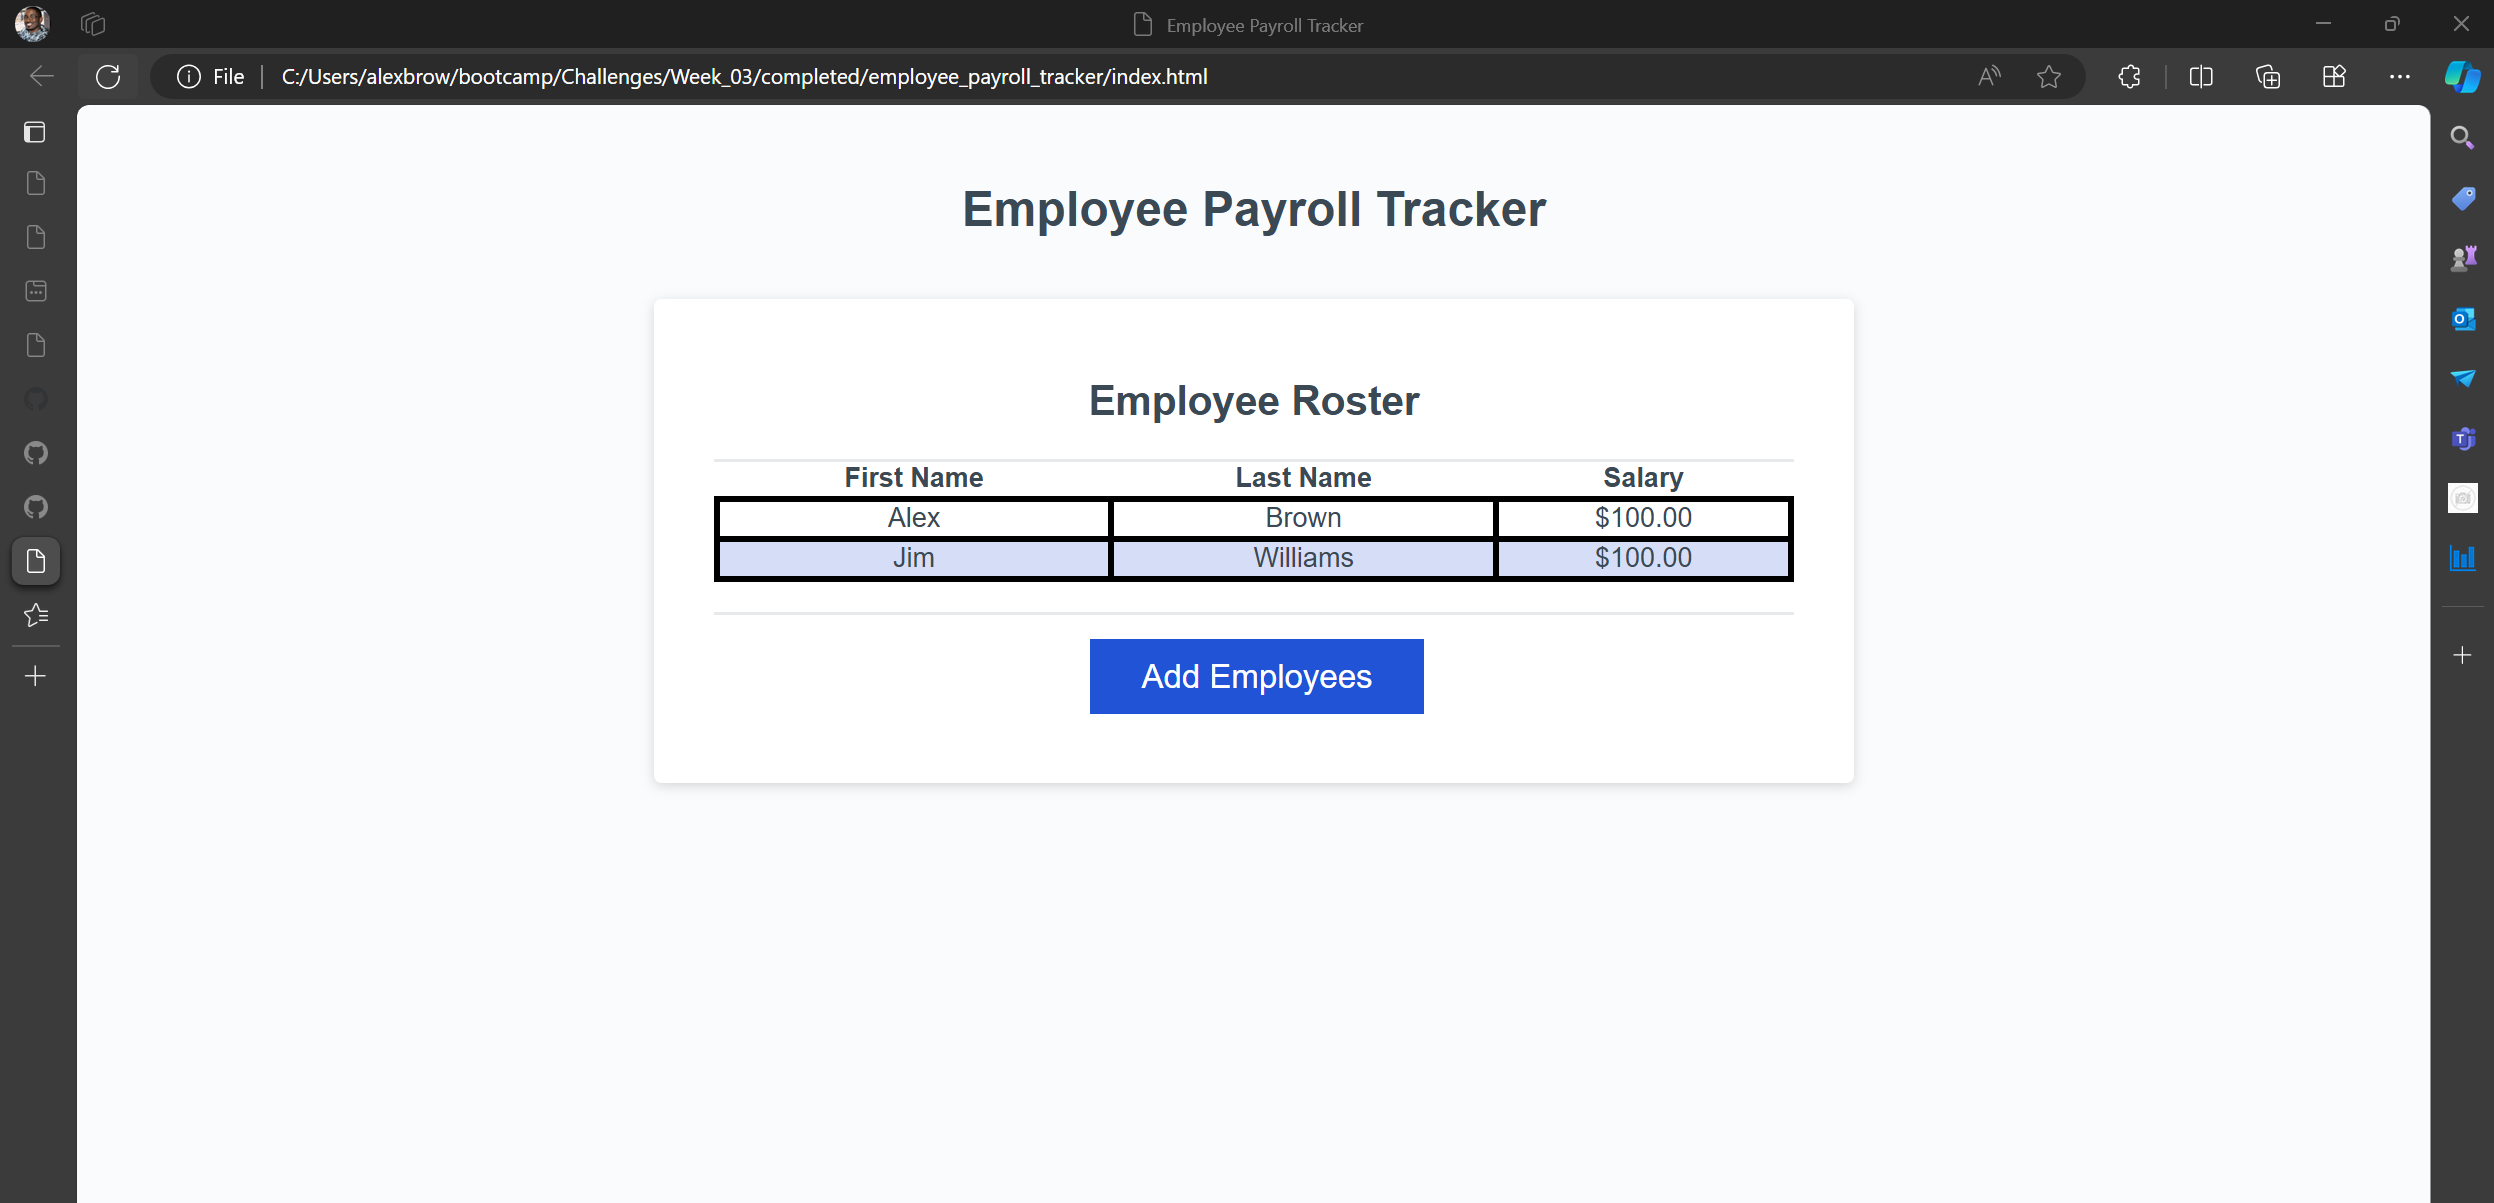 Employee Payroll Tracker
File C:/Users/alexbrow/bootcamp/Challenges/Week_03/completed/employee_payroll_tracker/index.html
Employee Payroll Tracker
Employee Roster
First Name Last Name Salary
Alex Brown $100.00
Jim Williams $100.00
Add Employees